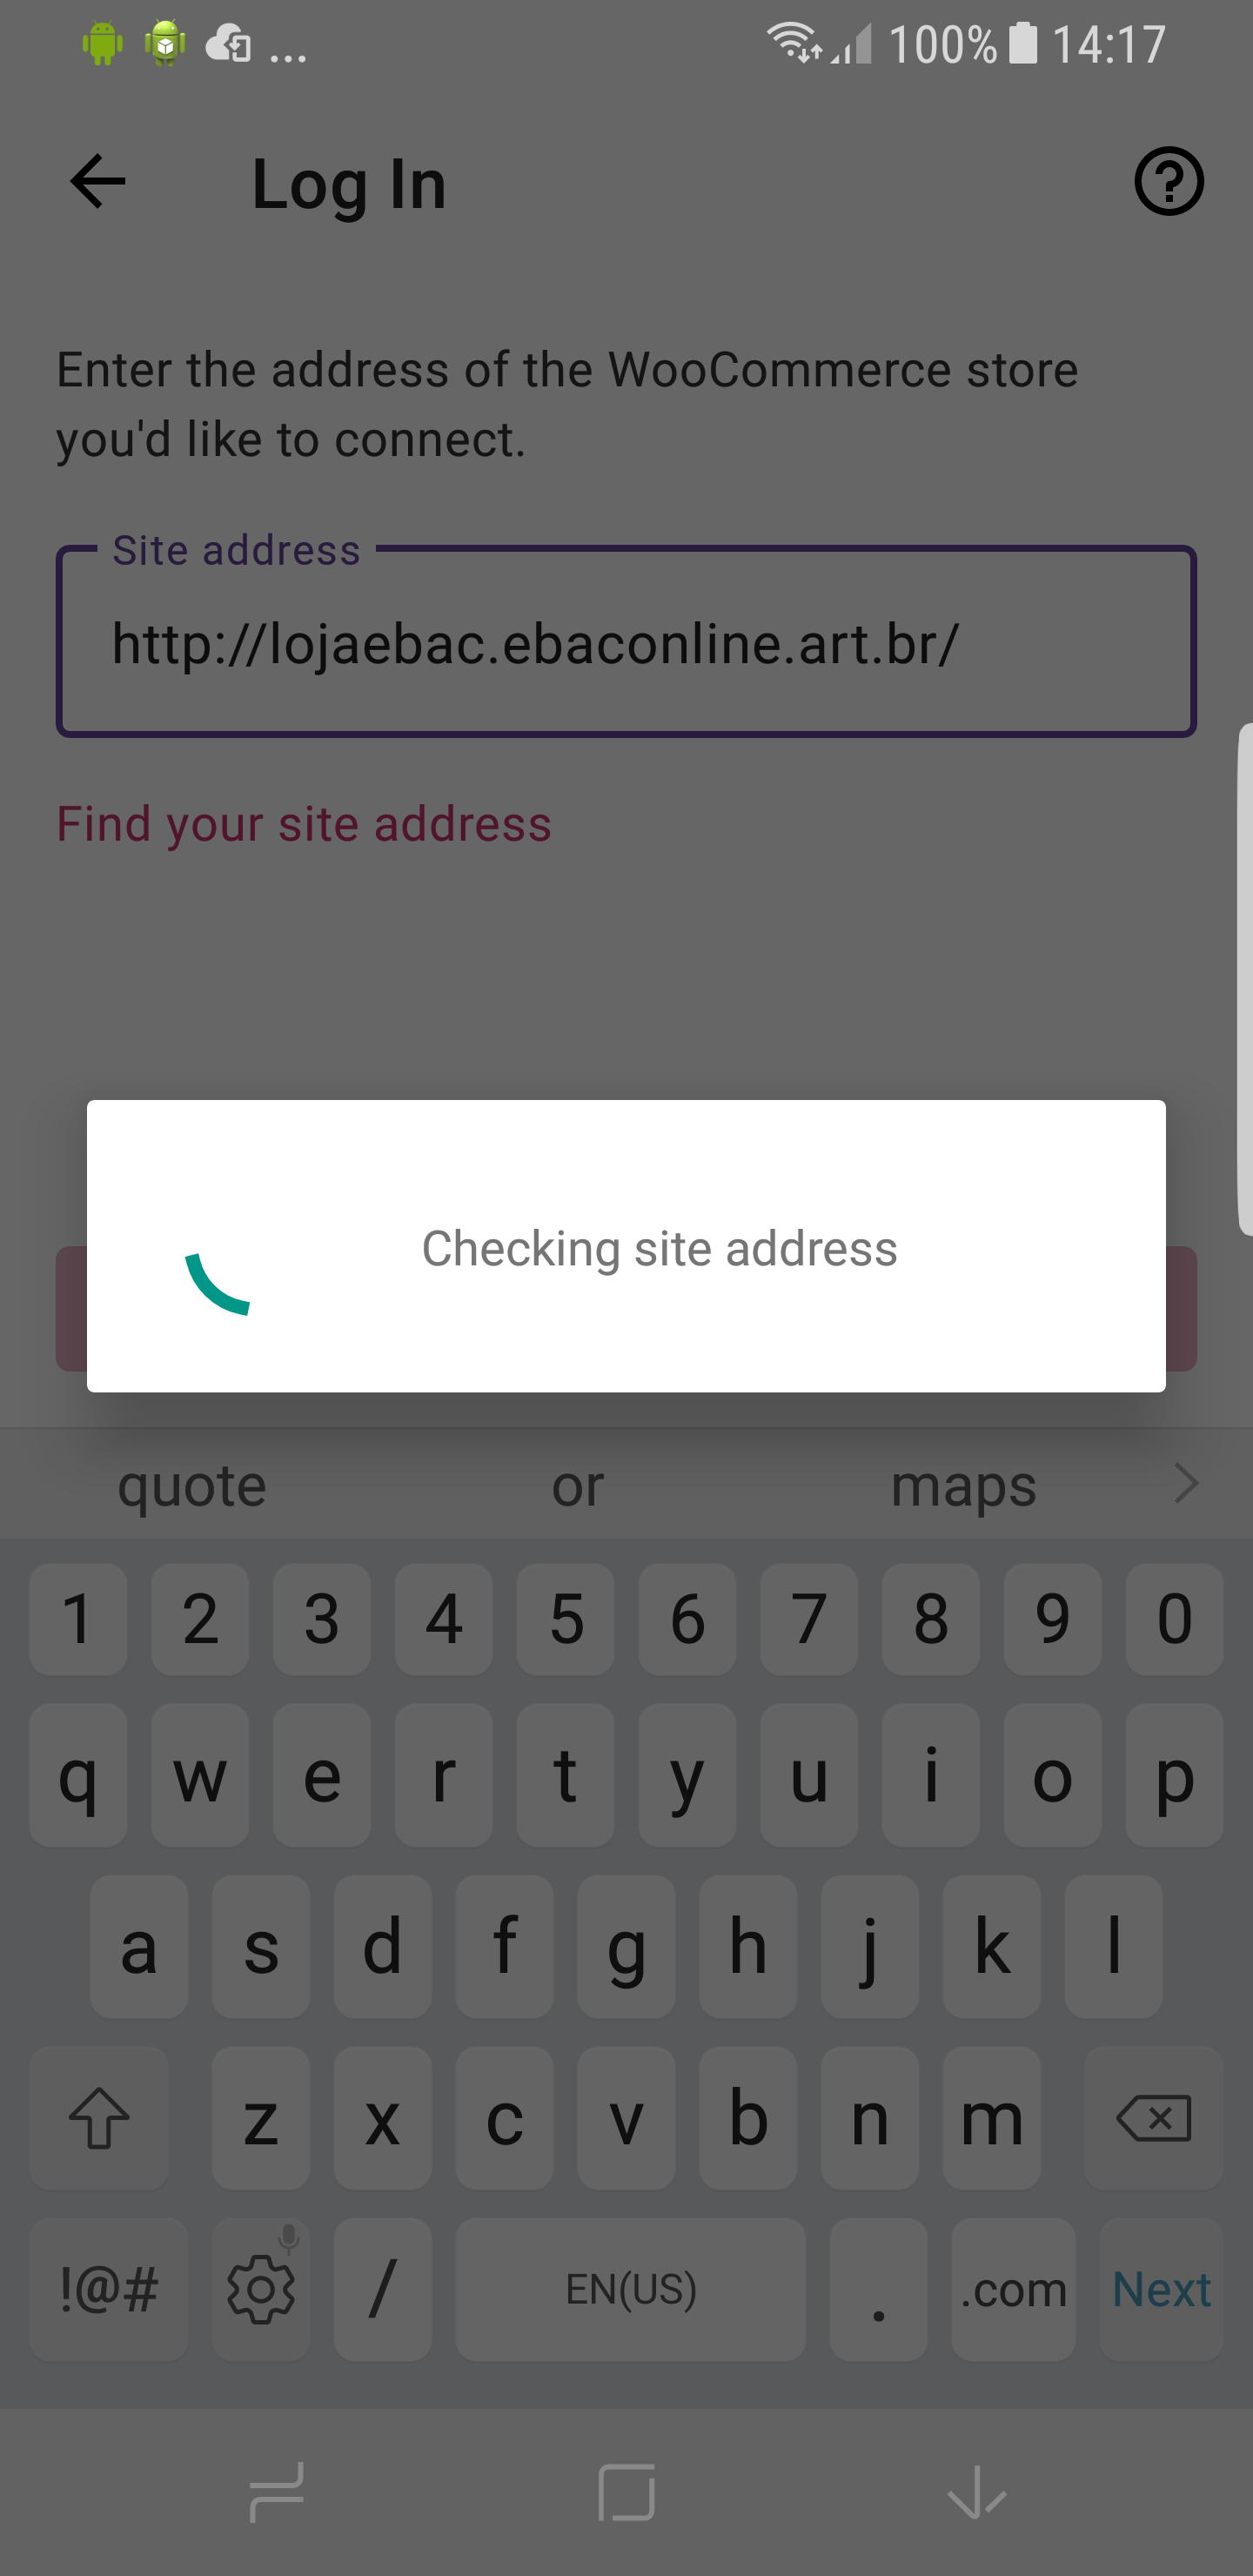 ... 100% 14:17
Log In
Enter the address of the WooCommerce store
you'd like to connect.
Site address
http://lojaebac.ebaconline.art.br/
Find your site address
Checking site address
quote or maps
1 2 3 4 5 6 7 8 9 0
q w e r t y u i o p
a s d f g h j k l
z x c v b n m
!@# / EN(US) . .com Next